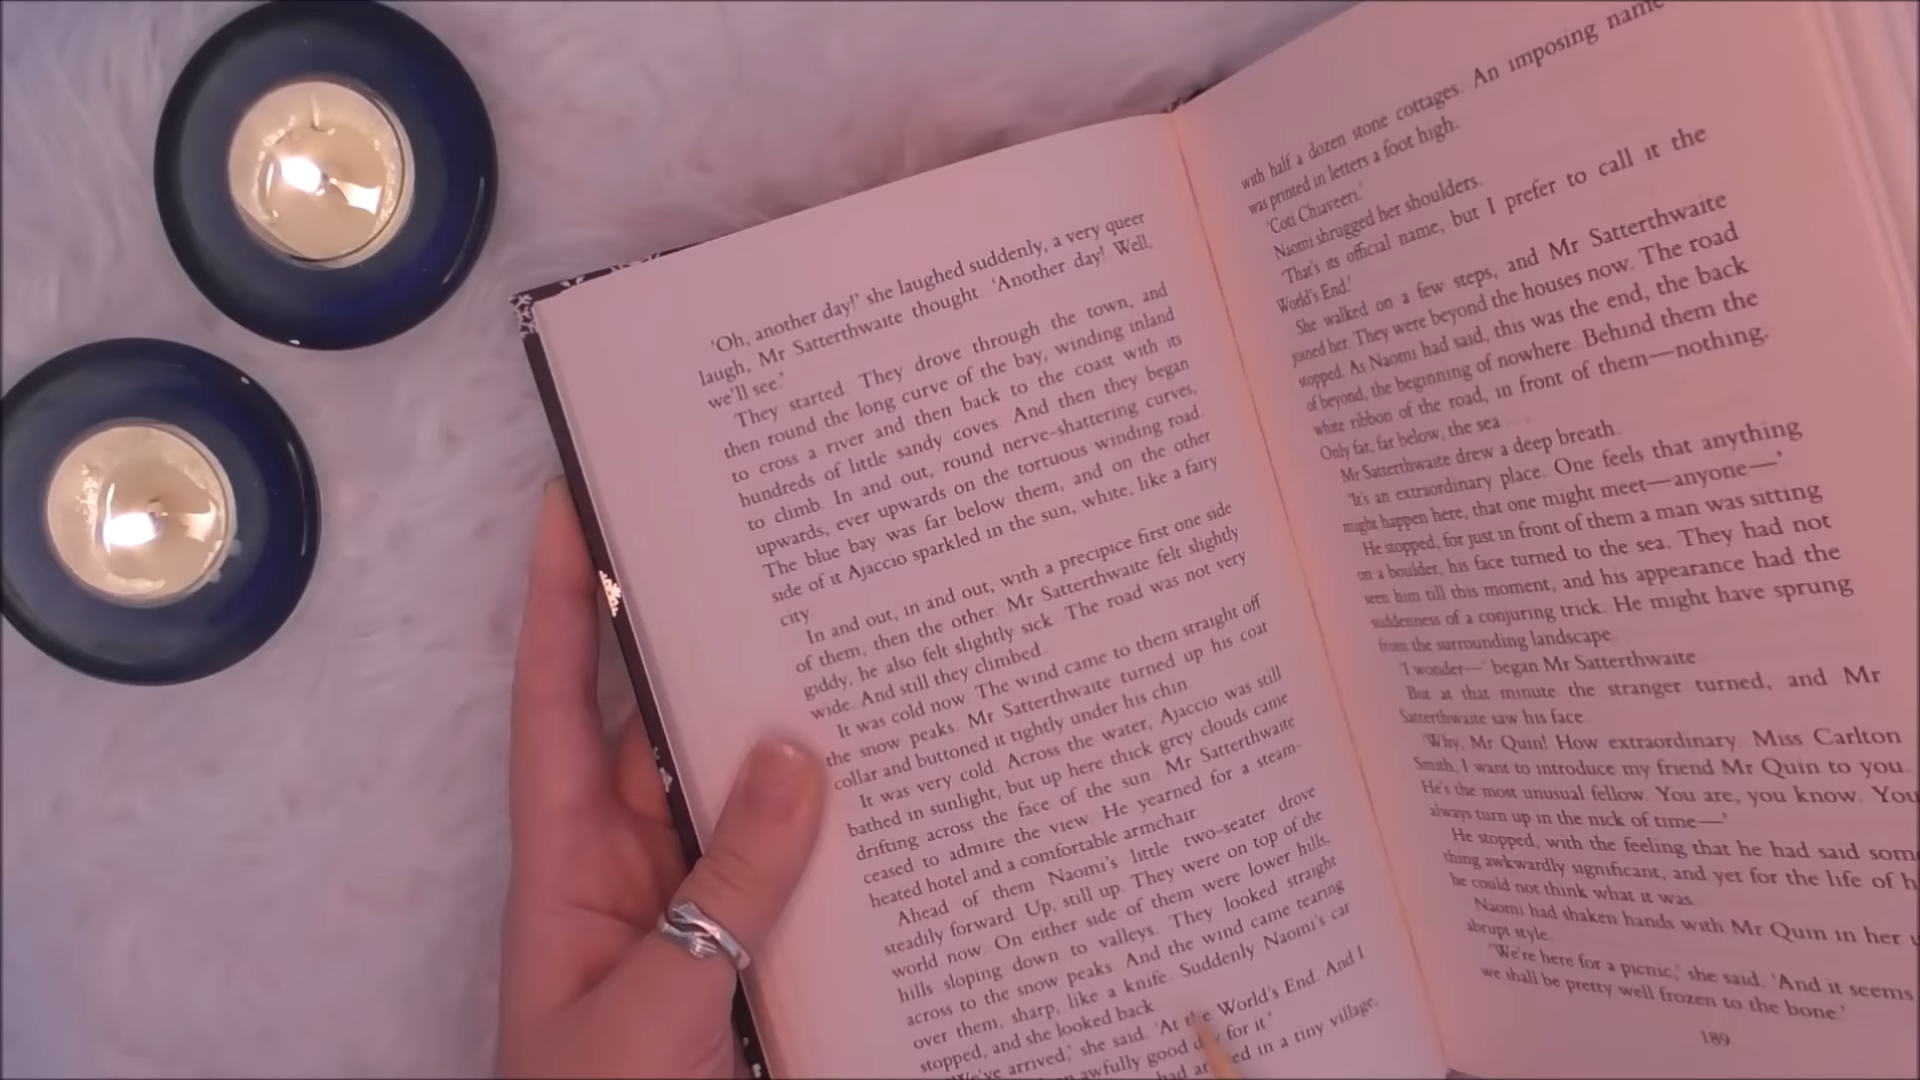 'Oh, another day!' she laughed suddenly, a very queer
laugh, Mr Satterthwaite thought. 'Another day! Well,
we'll see.'
They started. They drove through the town, and
then round the long curve of the bay, winding inland
to cross a river and then back to the coast with its
hundreds of little sandy coves. And then they began
to climb. In and out, round nerve-shattering curves,
upwards, ever upwards on the tortuous winding road.
The blue bay was far below them, and on the other
side of it Ajaccio sparkled in the sun, white, like a fairy
city.
In and out, in and out, with a precipice first one side
of them, then the other. Mr Satterthwaite felt slightly
giddy, he also felt slightly sick. The road was not very
wide. And still they climbed.
It was cold now. The wind came to them straight off
the snow peaks. Mr Satterthwaite turned up his coat
collar and buttoned it tightly under his chin.
It was very cold. Across the water, Ajaccio was still
bathed in sunlight, but up here thick grey clouds came
drifting across the face of the sun. Mr Satterthwaite
ceased to admire the view. He yearned for a steam-
heated hotel and a comfortable armchair.
Ahead of them Naomi's little two-seater drove
steadily forward. Up, still up. They were on top of the
world now. On either side of them were lower hills,
hills sloping down to valleys. They looked straight
across to the snow peaks. And the wind came tearing
over them, sharp, like a knife. Suddenly Naomi's car
stopped, and she looked back.
We've arrived,' she said. 'At the World's End. And I
awfully good day for it.'
had ar ed in a tiny village,
with half a dozen stone cottages. An imposing name
was printed in letters a foot high.
'Coti Chiaveeri.'
Naomi shrugged her shoulders.
'That's its official name, but I prefer to call it the
World's End.'
She walked on a few steps, and Mr Satterthwaite
joined her. They were beyond the houses now. The road
stopped. As Naomi had said, this was the end, the back
of beyond, the beginning of nowhere. Behind them the
white ribbon of the road, in front of them—nothing.
Only far, far below, the sea . . .
Mr Satterthwaite drew a deep breath.
'It's an extraordinary place. One feels that anything
might happen here, that one might meet—anyone—'
He stopped, for just in front of them a man was sitting
on a boulder, his face turned to the sea. They had not
seen him till this moment, and his appearance had the
suddenness of a conjuring trick. He might have sprung
from the surrounding landscape.
'I wonder—' began Mr Satterthwaite.
But at that minute the stranger turned, and Mr
Satterthwaite saw his face.
'Why, Mr Quin! How extraordinary. Miss Carlton
Smith, I want to introduce my friend Mr Quin to you.
He's the most unusual fellow. You are, you know. You
always turn up in the nick of time—'
He stopped, with the feeling that he had said som
thing awkwardly significant, and yet for the life of h
he could not think what it was.
Naomi had shaken hands with Mr Quin in her
abrupt style.
'We're here for a picnic,' she said. 'And it seems
we shall be pretty well frozen to the bone.'
189